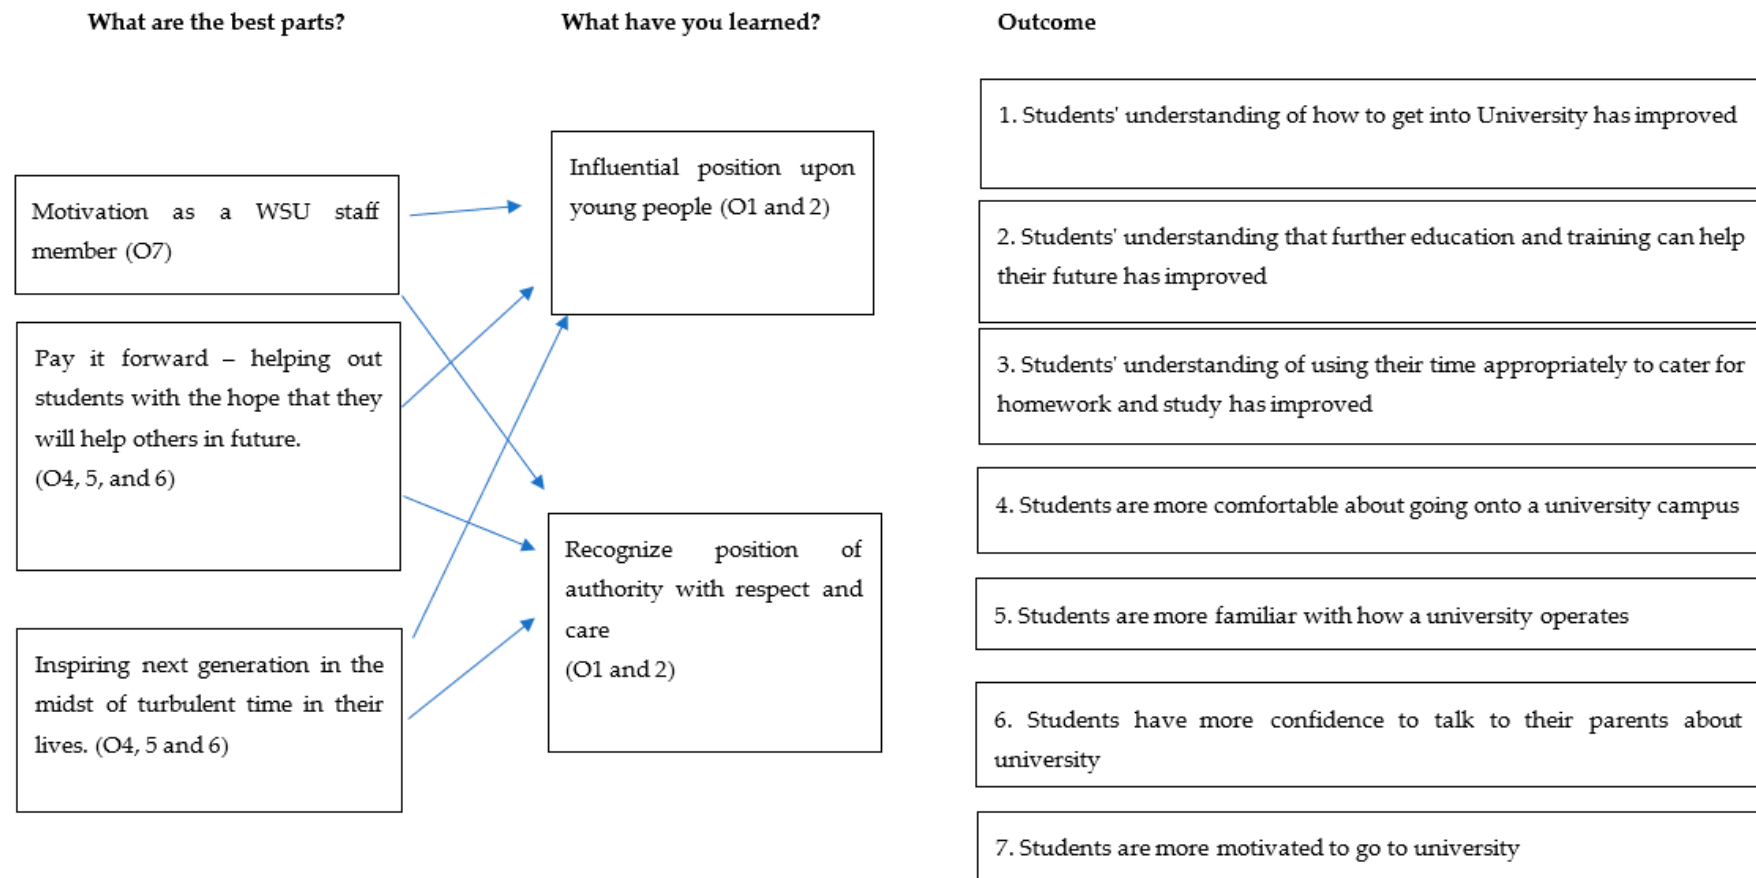 What are the best parts?
What have you learned?
Outcome
Motivation as a WSU staff
member (O7)
Pay it forward – helping out
students with the hope that they
will help others in future.
(O4, 5, and 6)
Inspiring next generation in the
midst of turbulent time in their
lives. (O4, 5 and 6)
Influential position upon
young people (O1 and 2)
Recognize position of
authority with respect and
care
(O1 and 2)
1. Students' understanding of how to get into University has improved
2. Students' understanding that further education and training can help
their future has improved
3. Students' understanding of using their time appropriately to cater for
homework and study has improved
4. Students are more comfortable about going onto a university campus
5. Students are more familiar with how a university operates
6. Students have more confidence to talk to their parents about
university
7. Students are more motivated to go to university